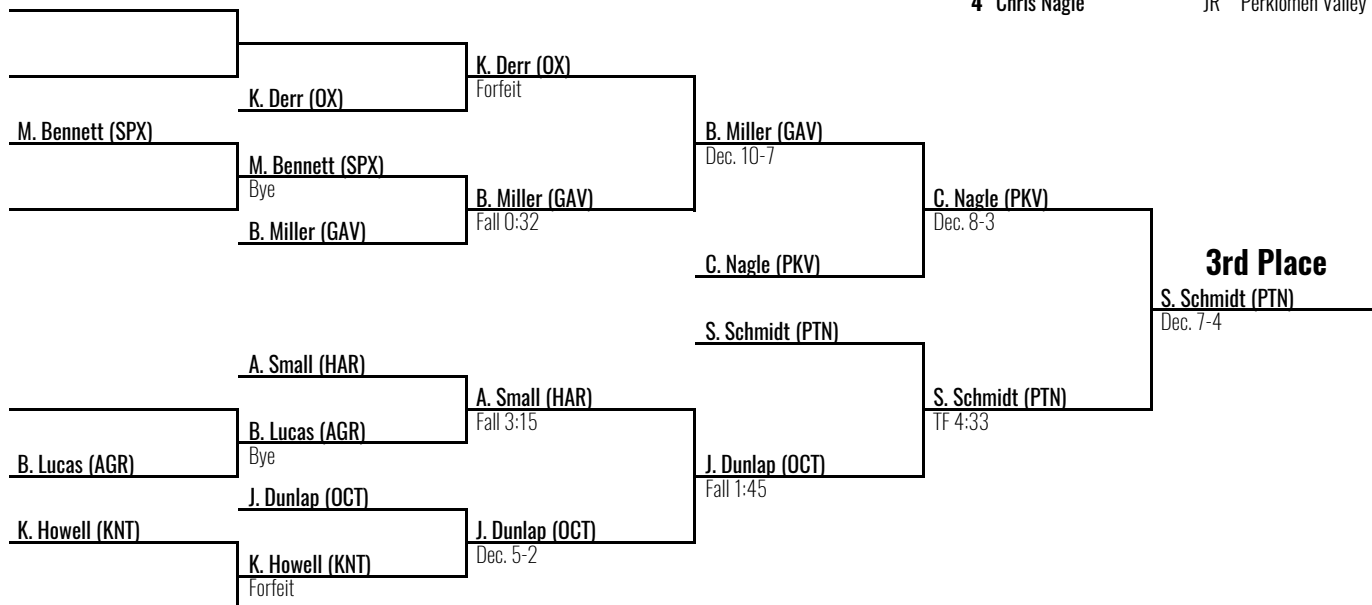 4 Chris Nagle JR Perkiomen Valley
K. Derr (OX)
Forfeit
K. Derr (OX)
M. Bennett (SPX)
B. Miller (GAV)
Dec. 10-7
M. Bennett (SPX)
Bye
B. Miller (GAV)
Fall 0:32
C. Nagle (PKV)
Dec. 8-3
B. Miller (GAV)
C. Nagle (PKV)
3rd Place
S. Schmidt (PTN)
Dec. 7-4
S. Schmidt (PTN)
A. Small (HAR)
A. Small (HAR)
Fall 3:15
S. Schmidt (PTN)
TF 4:33
B. Lucas (AGR)
Bye
B. Lucas (AGR)
J. Dunlap (OCT)
Fall 1:45
J. Dunlap (OCT)
K. Howell (KNT)
J. Dunlap (OCT)
Dec. 5-2
K. Howell (KNT)
Forfeit